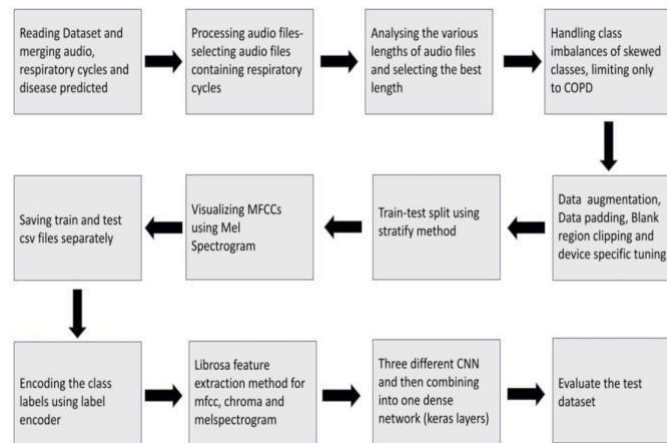 Reading Dataset and
merging audio,
respiratory cycles and
disease predicted
Processing audio files-
selecting audio files
containing respiratory
cycles
Analysing the various
lengths of audio files
and selecting the best
length
Handling class
imbalances of skewed
classes, limiting only
to COPD
Data augmentation,
Data padding, Blank
region clipping and
device specific tuning
Train-test split using
stratify method
Visualizing MFCCs
using Mel
Spectrogram
Saving train and test
csv files separately
Encoding the class
labels using label
encoder
Librosa feature
extraction method for
mfcc, chroma and
melspectrogram
Three different CNN
and then combining
into one dense
network (keras layers)
Evaluate the test
dataset